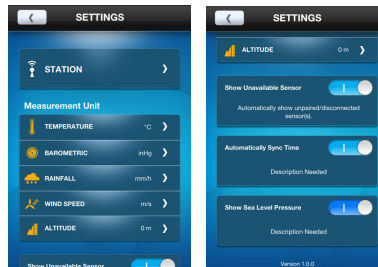 SETTINGS
STATION
Measurement Unit
TEMPERATURE °C
BAROMETRIC inHg
RAINFALL mm/h
WIND SPEED m/s
ALTITUDE 0 m
Show Unavailable Sensor
SETTINGS
ALTITUDE 0 m
Show Unavailable Sensor
Automatically show unpaired/disconnected
sensor(s).
Automatically Sync Time
Description Needed
Show Sea Level Pressure
Description Needed
Version 1.0.0